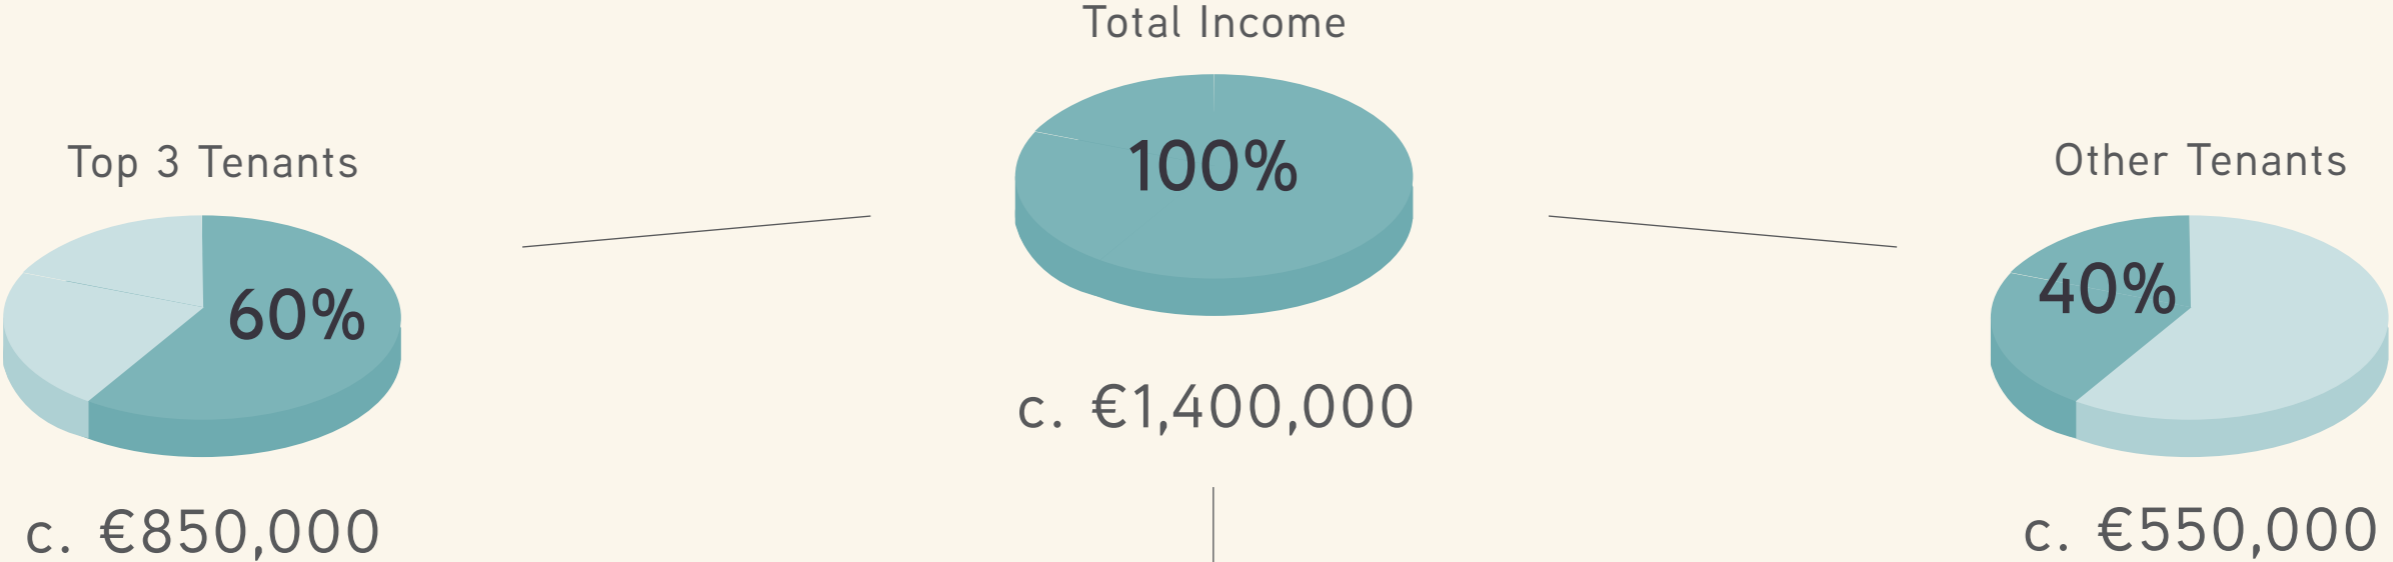 Total Income
100%
c. €1,400,000
Top 3 Tenants
60%
c. €850,000
Other Tenants
40%
c. €550,000